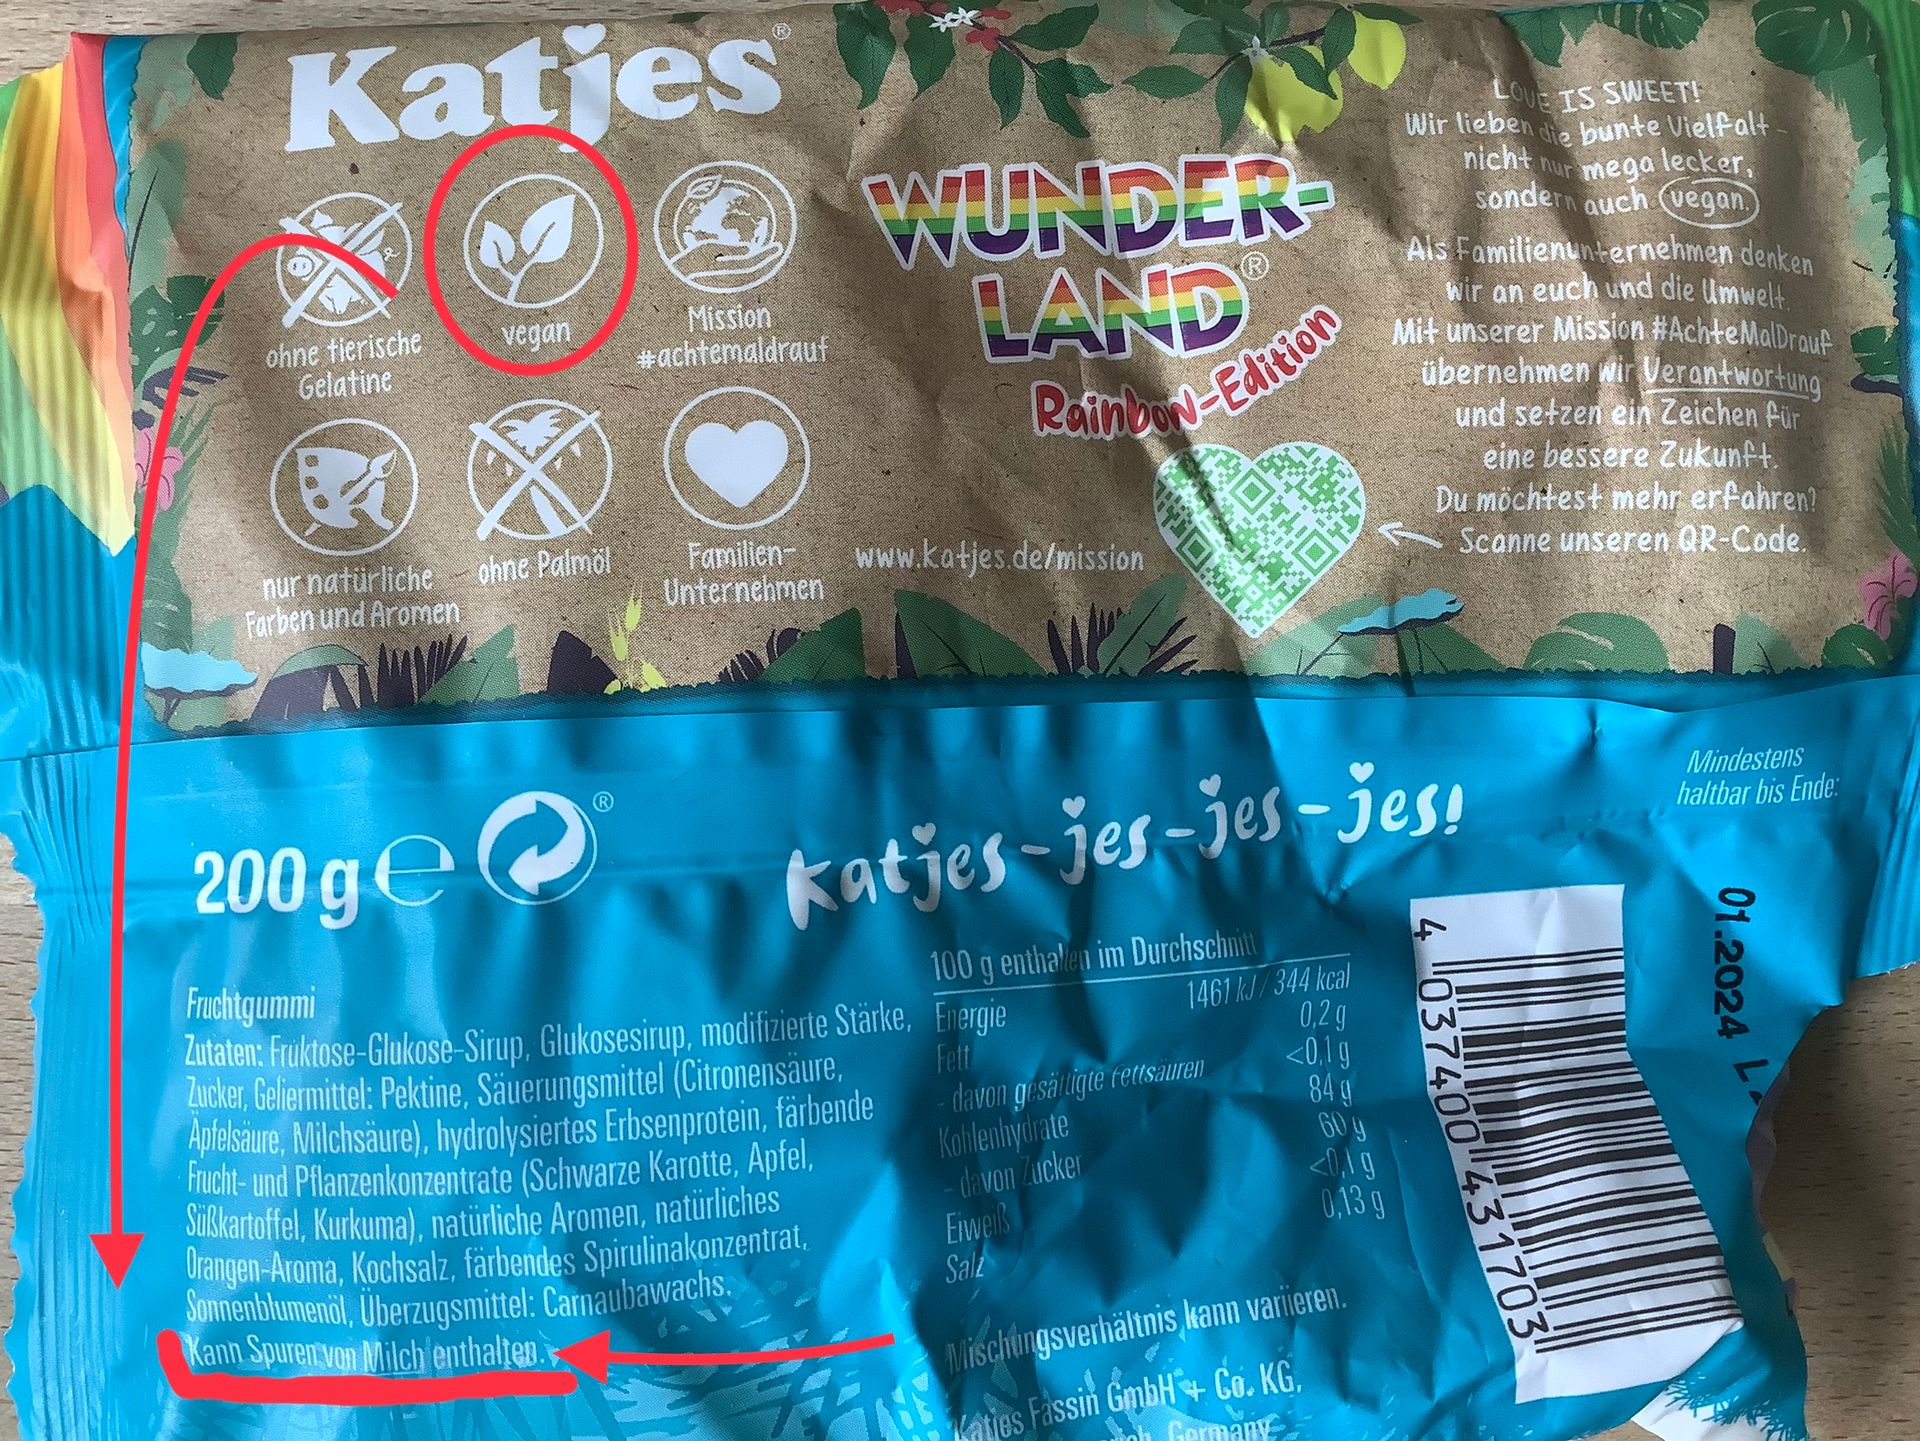 Katjes®
ohne tierische
Gelatine
vegan
Mission
#achtemaldrauf
nur natürliche
Farben und Aromen
ohne Palmöl
Familien-
Unternehmen
WUNDER-
LAND®
Rainbow-Edition
www.katjes.de/mission
LOVE IS SWEET!
Wir lieben die bunte Vielfalt -
nicht nur mega lecker,
sondern auch vegan.
Als Familienunternehmen denken
wir an euch und die Umwelt.
Mit unserer Mission #AchteMalDrauf
übernehmen wir Verantwortung
und setzen ein Zeichen für
eine bessere Zukunft.
Du möchtest mehr erfahren?
Scanne unseren QR-Code.
200 g e ®
katjes-jes-jes-jes!
Mindestens
haltbar bis Ende:
01.2024 L
Fruchtgummi
Zutaten: Fruktose-Glukose-Sirup, Glukosesirup, modifizierte Stärke,
Zucker, Geliermittel: Pektine, Säuerungsmittel (Citronensäure,
Äpfelsäure, Milchsäure), hydrolysiertes Erbsenprotein, färbende
Frucht- und Pflanzenkonzentrate (Schwarze Karotte, Apfel,
Süßkartoffel, Kurkuma), natürliche Aromen, natürliches
Orangen-Aroma, Kochsalz, färbendes Spirulinakonzentrat,
Sonnenblumenöl, Überzugsmittel: Carnaubawachs.
Kann Spuren von Milch enthalten.
100 g enthalten im Durchschnitt
Energie 1461 kJ / 344 kcal
Fett 0,2 g
- davon gesättigte Fettsäuren <0,1 g
Kohlenhydrate 84 g
- davon Zucker 60 g
Eiweiß <0,1 g
Salz 0,13 g
Mischungsverhältnis kann variieren.
Katjes Fassin GmbH + Co. KG,
Germany
4 037400 431703